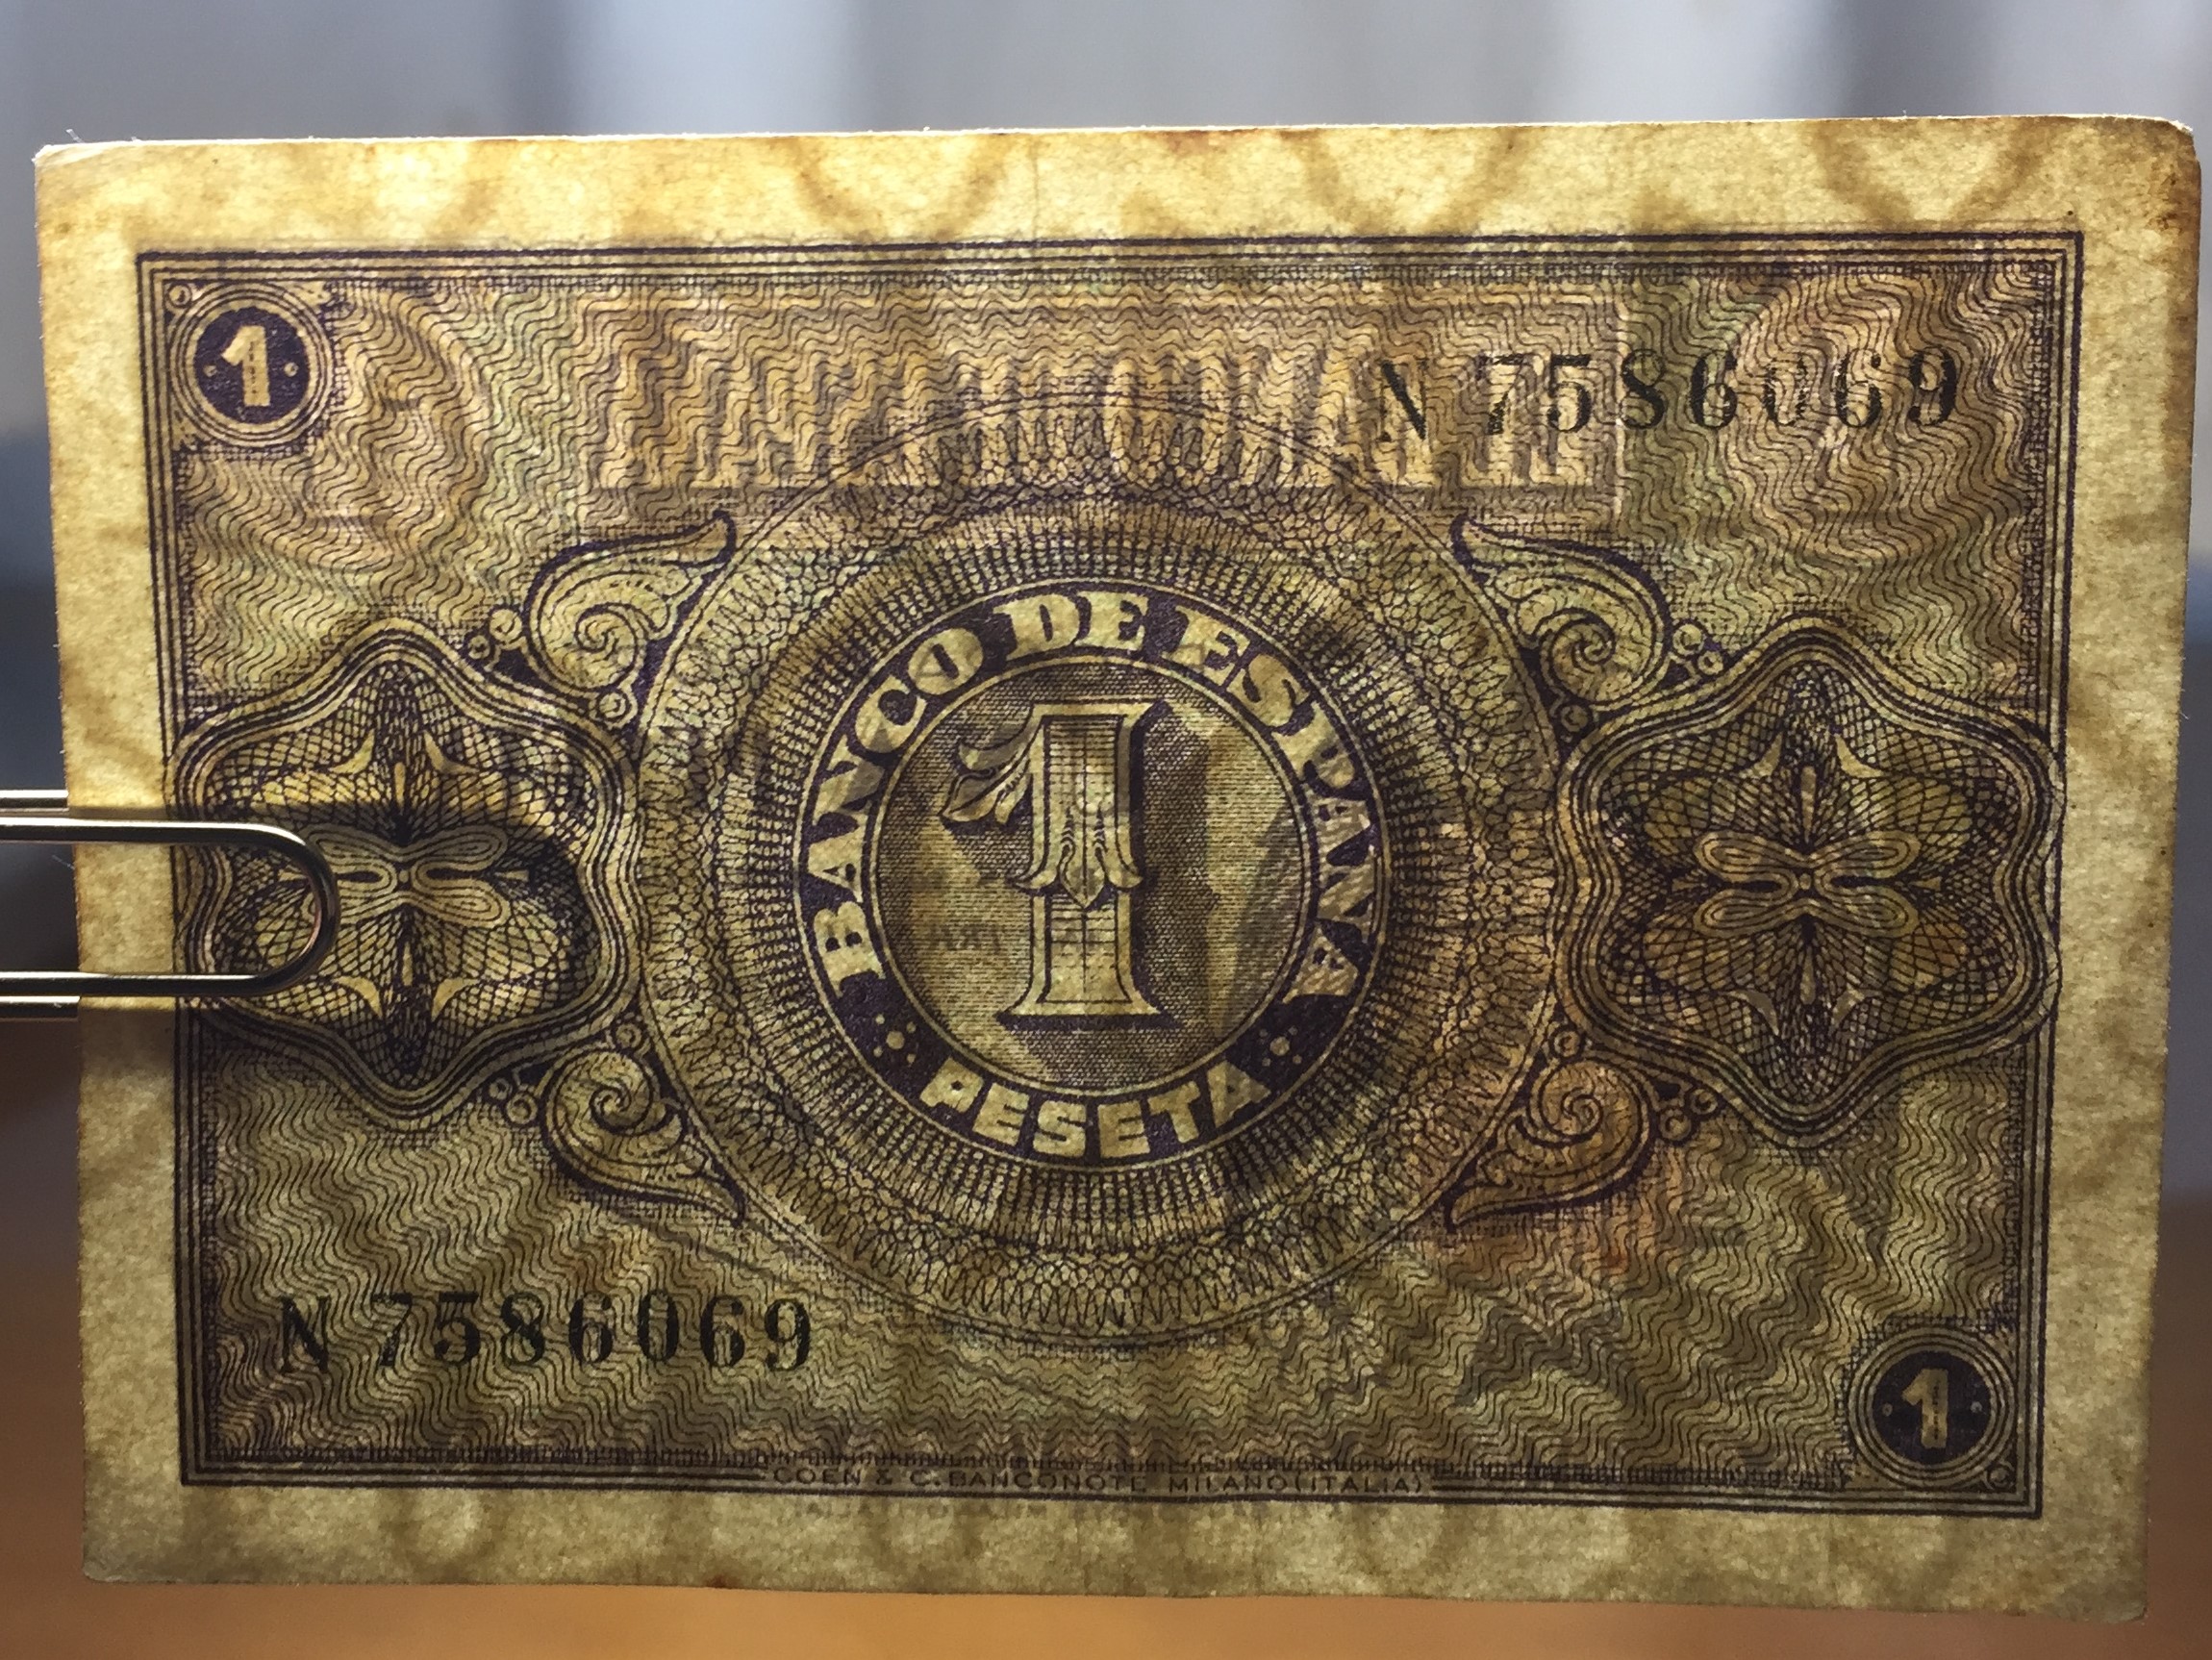 1
N 7586069
BANCO DE ESPAÑA
1
PESETA
N 7586069
1
COEN & C. BANCONOTE MILANO (ITALIA)